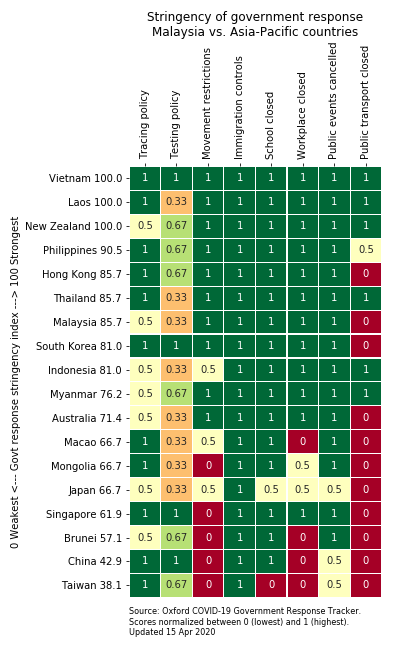 Stringency of government response
Malaysia vs. Asia-Pacific countries
Tracing policy
Testing policy
Movement restrictions
Immigration controls
School closed
Workplace closed
Public events cancelled
Public transport closed
0 Weakest <--- Govt response stringency index ---> 100 Strongest
Vietnam 100.0 1 1 1 1 1 1 1 1
Laos 100.0 1 0.33 1 1 1 1 1 1
New Zealand 100.0 0.5 0.67 1 1 1 1 1 1
Philippines 90.5 1 0.67 1 1 1 1 1 0.5
Hong Kong 85.7 1 0.67 1 1 1 1 1 0
Thailand 85.7 1 0.33 1 1 1 1 1 1
Malaysia 85.7 0.5 0.33 1 1 1 1 1 0
South Korea 81.0 1 1 1 1 1 1 1 0
Indonesia 81.0 0.5 0.33 0.5 1 1 1 1 1
Myanmar 76.2 0.5 0.67 1 1 1 1 1 1
Australia 71.4 0.5 0.33 1 1 1 1 1 0
Macao 66.7 1 0.33 0.5 1 1 0 1 0
Mongolia 66.7 1 0.33 0 1 1 0.5 1 0
Japan 66.7 0.5 0.33 0.5 1 0.5 0.5 0.5 0
Singapore 61.9 1 1 0 1 1 1 1 0
Brunei 57.1 0.5 0.67 0 1 1 0 1 0
China 42.9 1 1 0 1 1 0 0.5 0
Taiwan 38.1 1 0.67 0 1 0 0 0.5 0
Source: Oxford COVID-19 Government Response Tracker.
Scores normalized between 0 (lowest) and 1 (highest).
Updated 15 Apr 2020